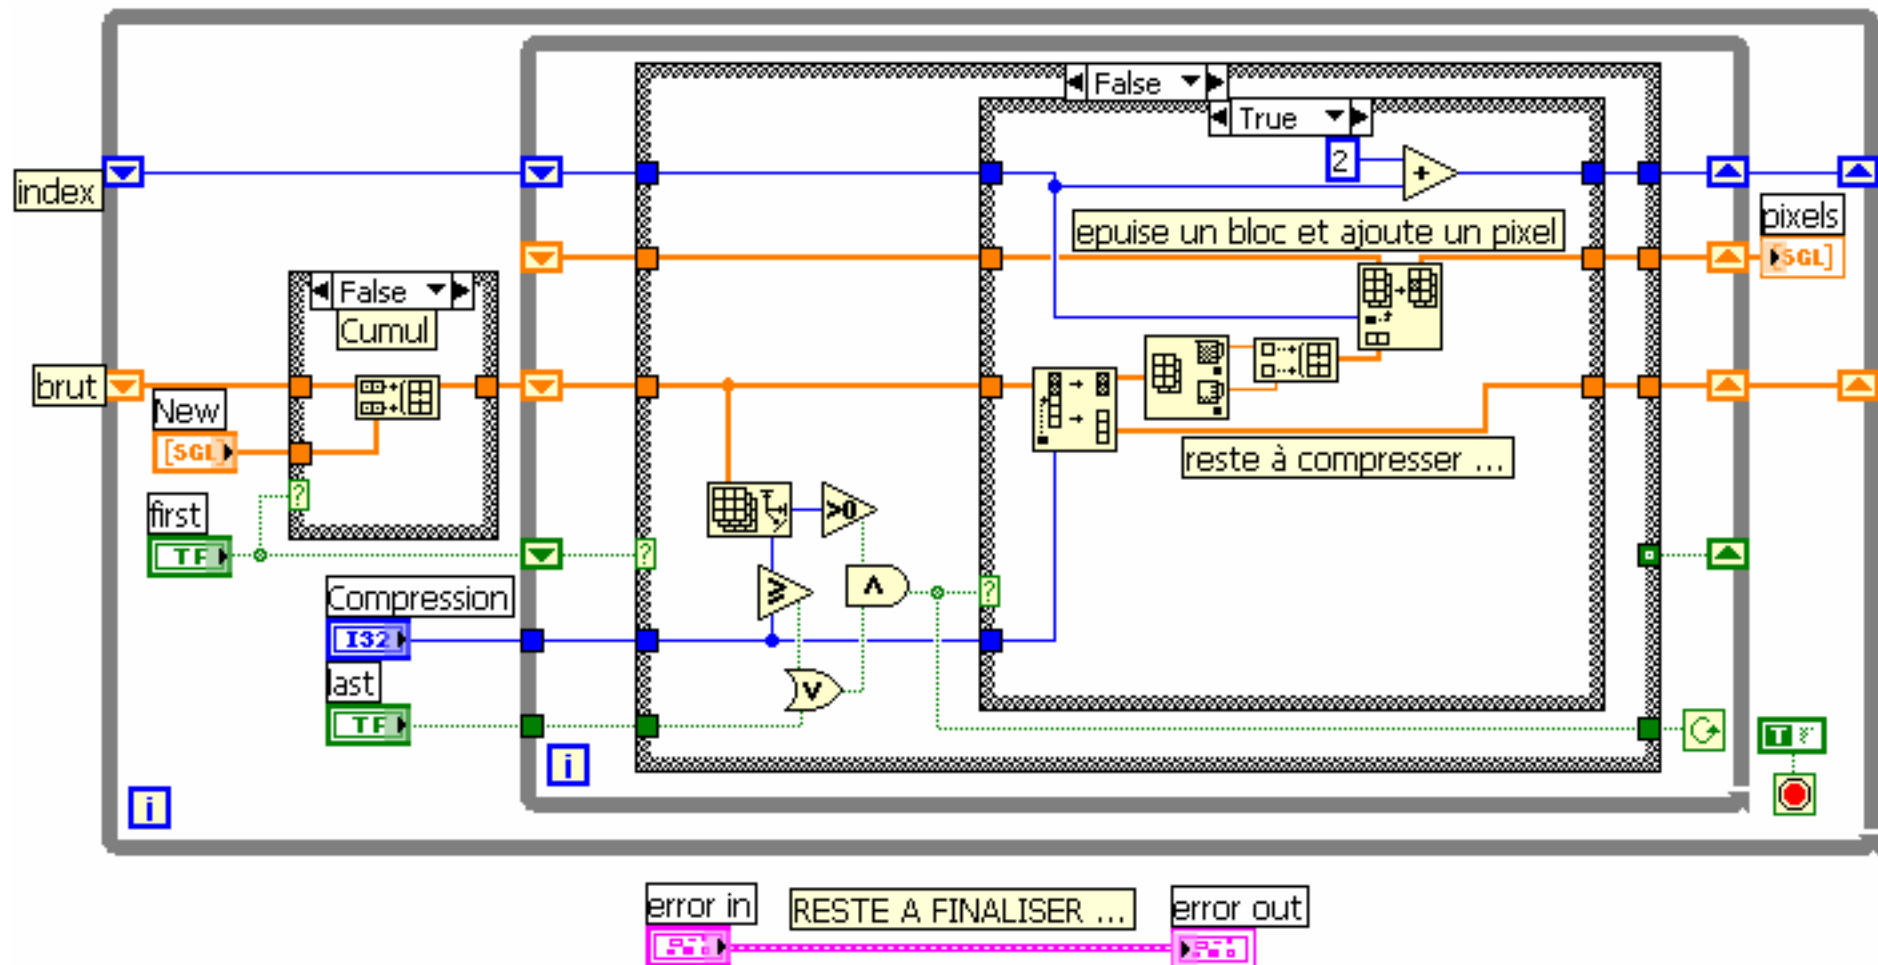 False
True
2
index
pixels
epuise un bloc et ajoute un pixel
SGL]
False
Cumul
brut
New
[SGL]
reste à compresser ...
>0
first
TF
Compression
I32
last
TF
i
T
i
error in
RESTE A FINALISER ...
error out